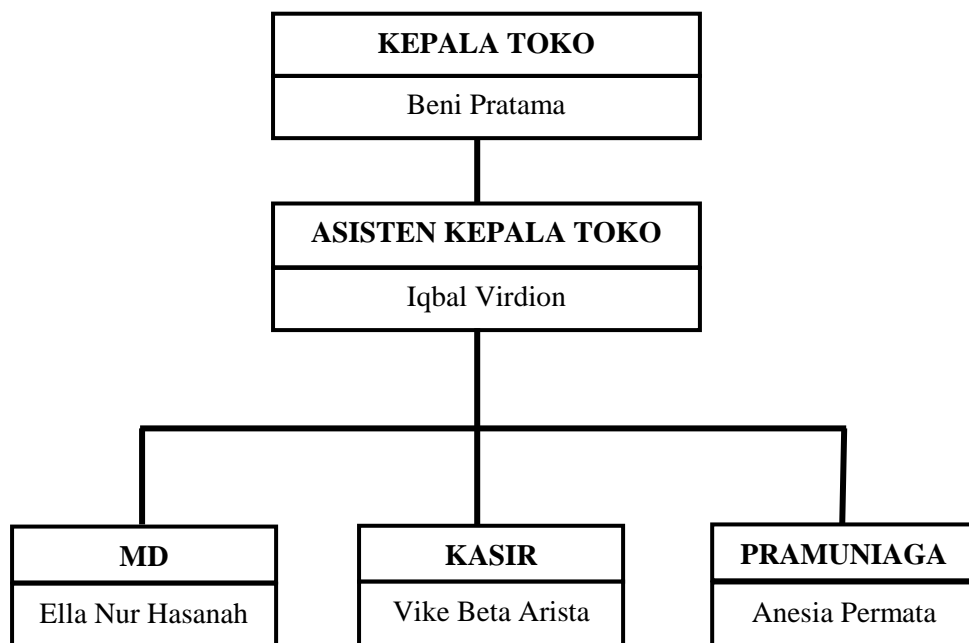 KEPALA TOKO
Beni Pratama
ASISTEN KEPALA TOKO
Iqbal Virdion
MD
Ella Nur Hasanah
KASIR
Vike Beta Arista
PRAMUNIAGA
Anesia Permata